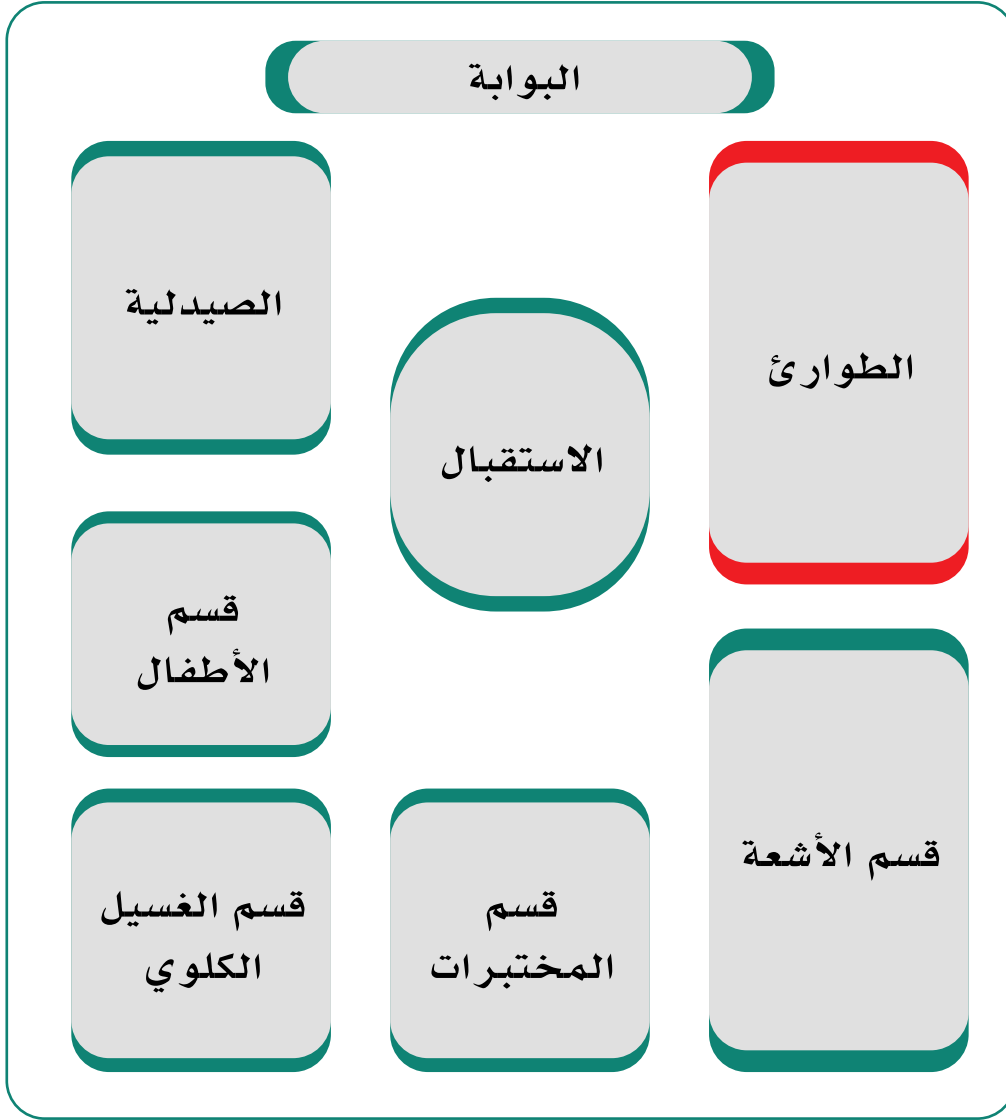 البوابة
الطوارئ
الصيدلية
الاستقبال
قسم
الأطفال
قسم الأشعة
قسم
المختبرات
قسم الغسيل
الكلوي